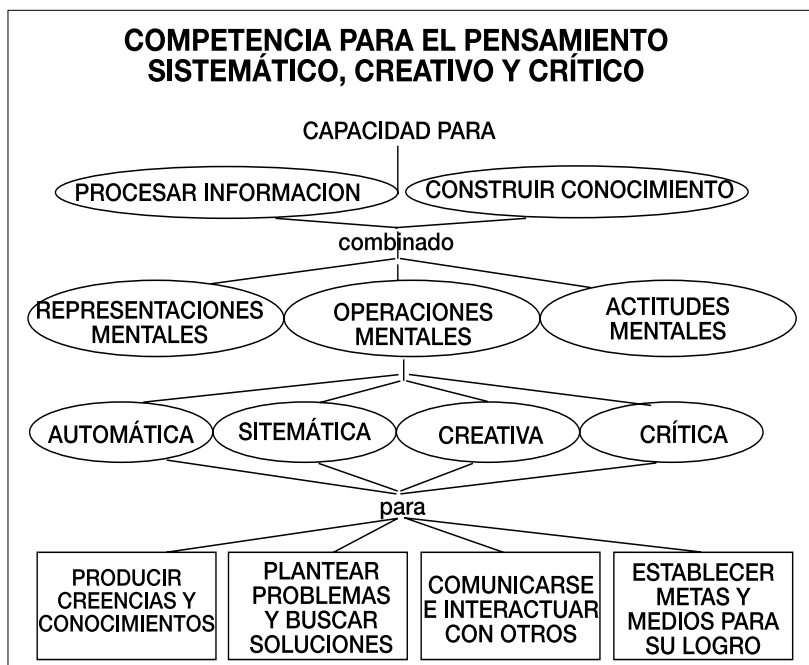 COMPETENCIA PARA EL PENSAMIENTO
SISTEMÁTICO, CREATIVO Y CRÍTICO
CAPACIDAD PARA
PROCESAR INFORMACION
CONSTRUIR CONOCIMIENTO
combinado
REPRESENTACIONES
MENTALES
OPERACIONES
MENTALES
ACTITUDES
MENTALES
AUTOMÁTICA
SITEMÁTICA
CREATIVA
CRÍTICA
para
PRODUCIR
CREENCIAS Y
CONOCIMIENTOS
PLANTEAR
PROBLEMAS
Y BUSCAR
SOLUCIONES
COMUNICARSE
E INTERACTUAR
CON OTROS
ESTABLECER
METAS Y
MEDIOS PARA
SU LOGRO